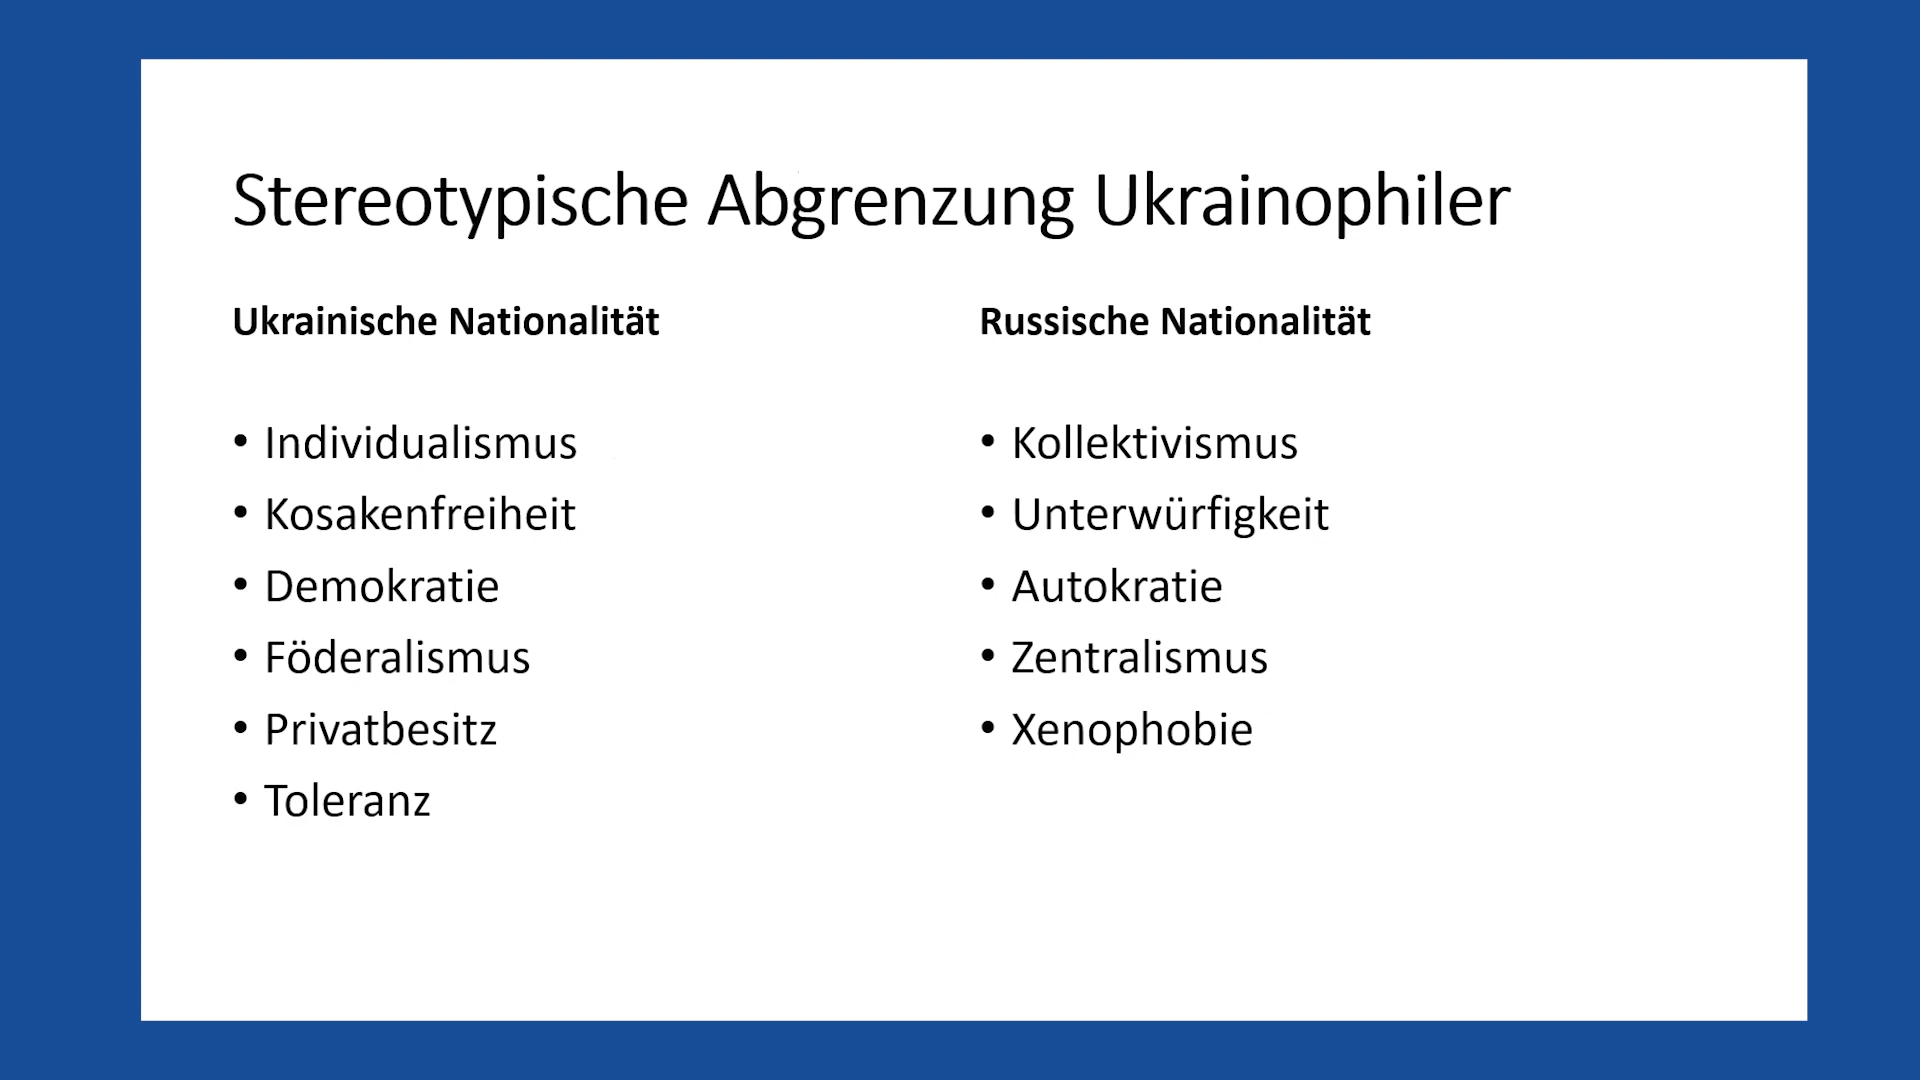 Stereotypische Abgrenzung Ukrainophiler
Ukrainische Nationalität
• Individualismus
• Kosakenfreiheit
• Demokratie
• Föderalismus
• Privatbesitz
• Toleranz
Russische Nationalität
• Kollektivismus
• Unterwürfigkeit
• Autokratie
• Zentralismus
• Xenophobie